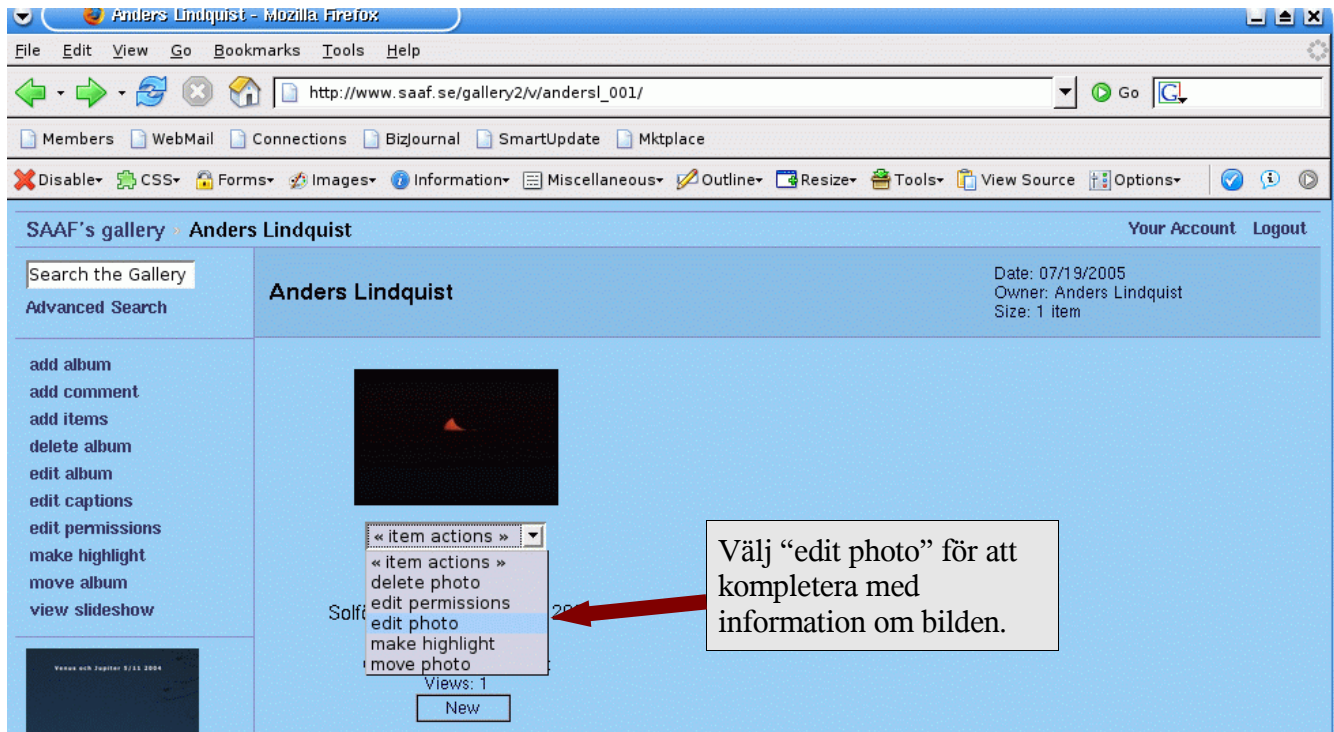 Anders Lindquist - Mozilla Firefox
File Edit View Go Bookmarks Tools Help
http://www.saaf.se/gallery2/v/andersl_001/ Go G
Members WebMail Connections BizJournal SmartUpdate Mktplace
Disable CSS Forms Images Information Miscellaneous Outline Resize Tools View Source Options
SAAF's gallery » Anders Lindquist Your Account Logout
Search the Gallery
Advanced Search
Anders Lindquist
Date: 07/19/2005
Owner: Anders Lindquist
Size: 1 item
add album
add comment
add items
delete album
edit album
edit captions
edit permissions
make highlight
move album
view slideshow
Venus och Jupiter 5/11 2004
« item actions »
« item actions »
delete photo
edit permissions
edit photo
make highlight
move photo
Views: 1
New
Välj “edit photo” för att
kompletera med
information om bilden.